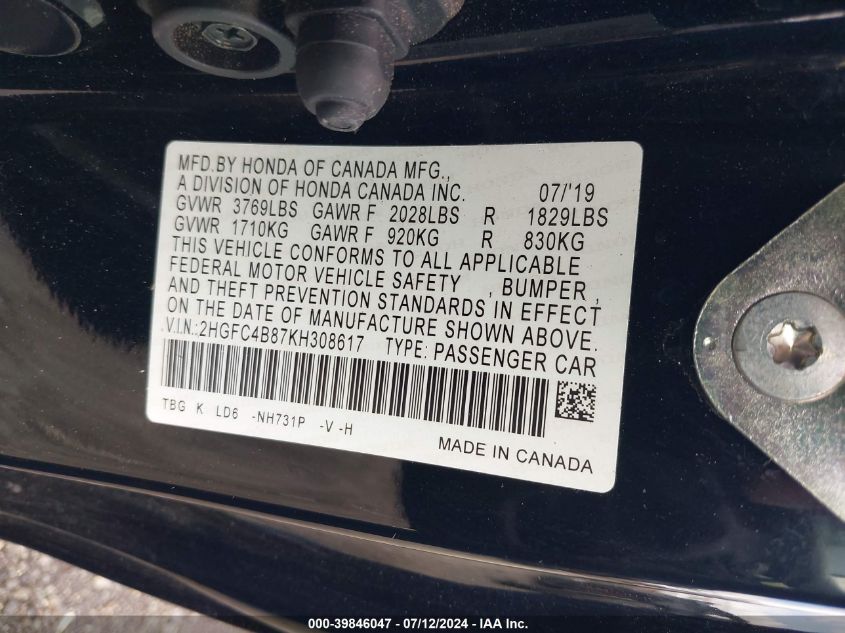 MFD.BY HONDA OF CANADA MFG.,
A DIVISION OF HONDA CANADA INC. 07/'19
GVWR 3769LBS GAWR F 2028LBS R 1829LBS
GVWR 1710KG GAWR F 920KG R 830KG
THIS VEHICLE CONFORMS TO ALL APPLICABLE
FEDERAL MOTOR VEHICLE SAFETY , BUMPER ,
AND THEFT PREVENTION STANDARDS IN EFFECT
ON THE DATE OF MANUFACTURE SHOWN ABOVE.
V.I.N.:2HGFC4B87KH308617 TYPE: PASSENGER CAR
TBG K LD6 -NH731P -V -H
MADE IN CANADA
000-39846047 - 07/12/2024 - IAA Inc.